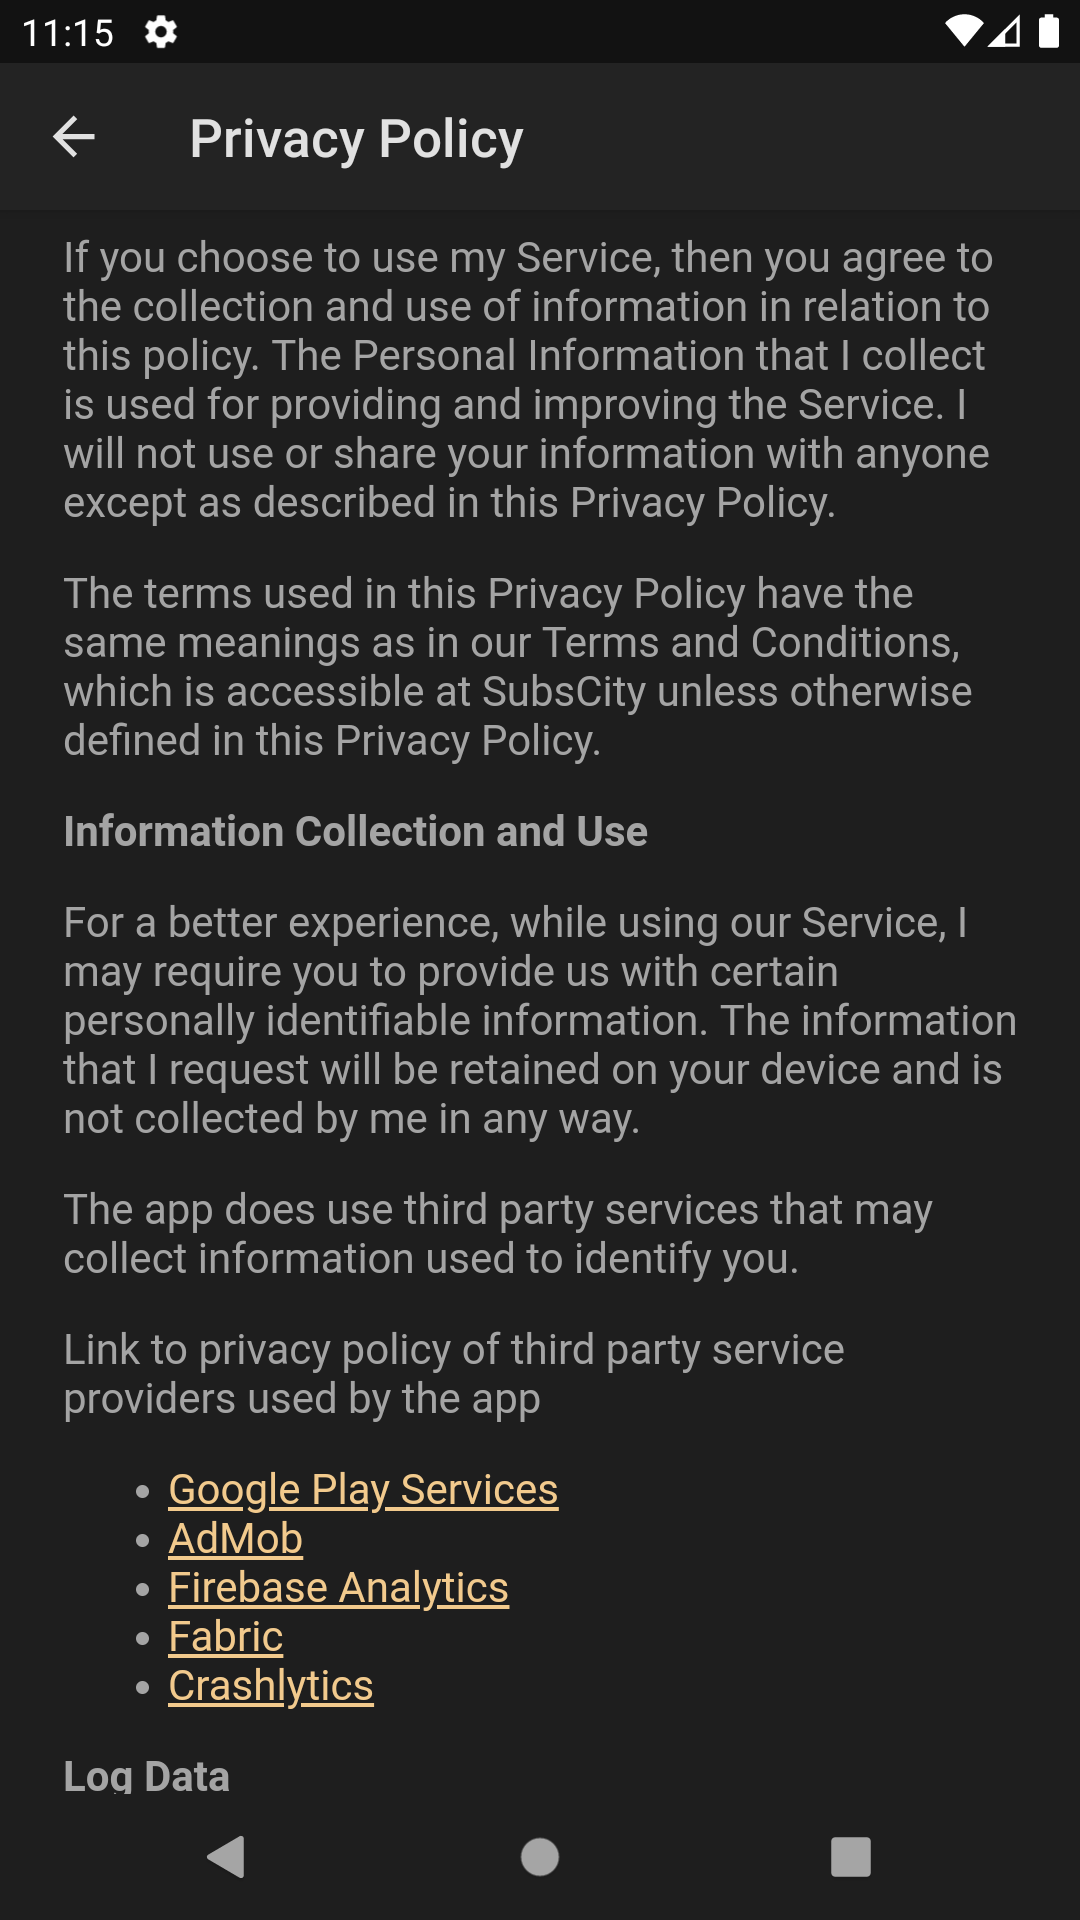 11:15
Privacy Policy
If you choose to use my Service, then you agree to
the collection and use of information in relation to
this policy. The Personal Information that I collect
is used for providing and improving the Service. I
will not use or share your information with anyone
except as described in this Privacy Policy.
The terms used in this Privacy Policy have the
same meanings as in our Terms and Conditions,
which is accessible at SubsCity unless otherwise
defined in this Privacy Policy.
Information Collection and Use
For a better experience, while using our Service, I
may require you to provide us with certain
personally identifiable information. The information
that I request will be retained on your device and is
not collected by me in any way.
The app does use third party services that may
collect information used to identify you.
Link to privacy policy of third party service
providers used by the app
• Google Play Services
• AdMob
• Firebase Analytics
• Fabric
• Crashlytics
Log Data